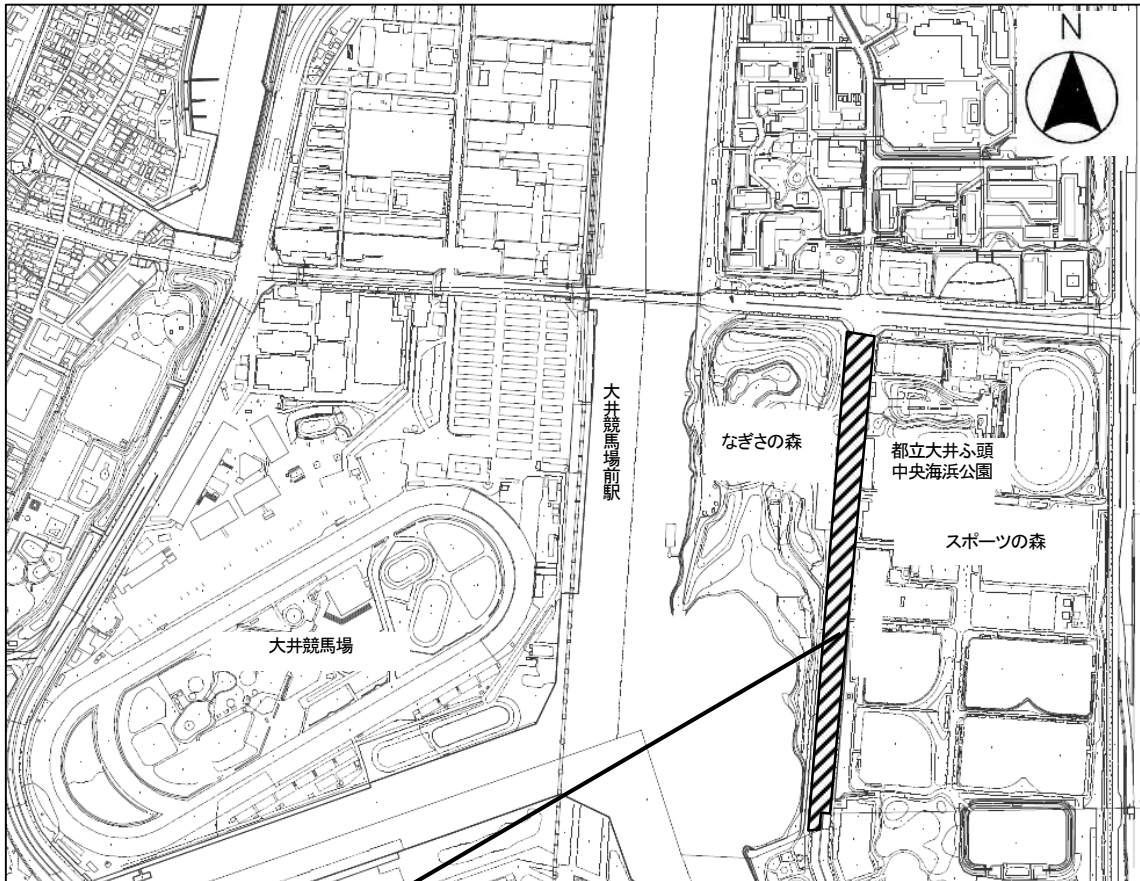 N
大井競馬場前駅
なぎさの森
都立大井ふ頭
中央海浜公園
スポーツの森
大井競馬場